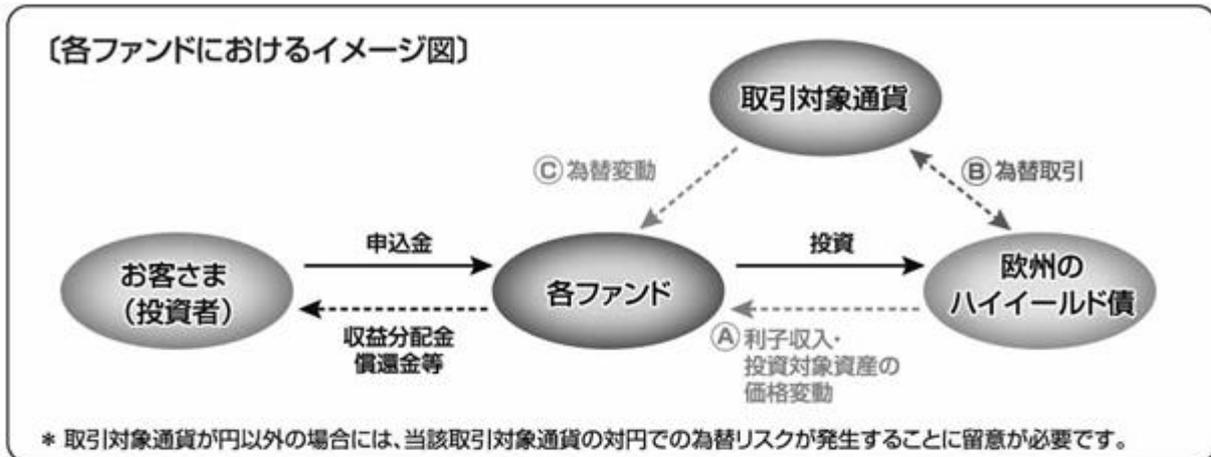 〔各ファンドにおけるイメージ図〕
取引対象通貨
Ⓒ為替変動
Ⓑ為替取引
お客さま
(投資者)
申込金
収益分配金
償還金等
各ファンド
投資
Ⓐ利子収入・
投資対象資産の
価格変動
欧州の
ハイイールド債
* 取引対象通貨が円以外の場合には、当該取引対象通貨の対円での為替リスクが発生することに留意が必要です。